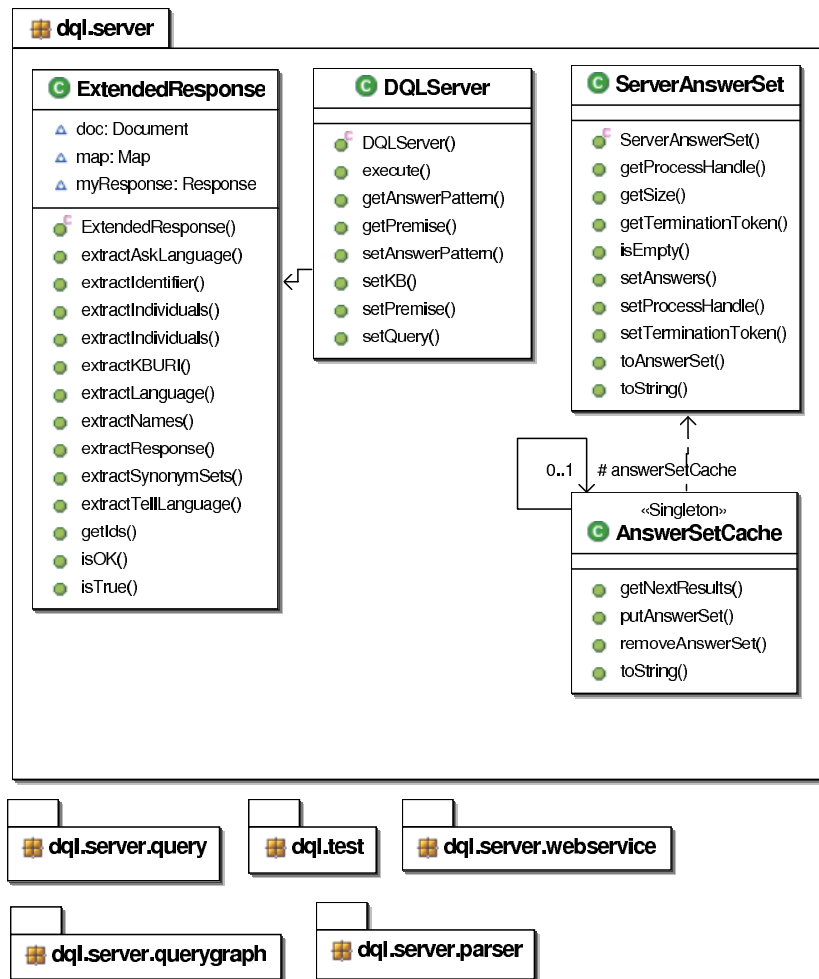 dql.server
C ExtendedResponse
doc: Document
map: Map
myResponse: Response
C
ExtendedResponse()
extractAskLanguage()
extractIdentifier()
extractIndividuals()
extractIndividuals()
extractKBURI()
extractLanguage()
extractNames()
extractResponse()
extractSynonymSets()
extractTellLanguage()
getIds()
isOK()
isTrue()
C DQLServer
C
DQLServer()
execute()
getAnswerPattern()
getPremise()
setAnswerPattern()
setKB()
setPremise()
setQuery()
C ServerAnswerSet
C
ServerAnswerSet()
getProcessHandle()
getSize()
getTerminationToken()
isEmpty()
setAnswers()
setProcessHandle()
setTerminationToken()
toAnswerSet()
toString()
0..1 # answerSetCache
«Singleton»
C AnswerSetCache
getNextResults()
putAnswerSet()
removeAnswerSet()
toString()
dql.server.query
dql.test
dql.server.webservice
dql.server.querygraph
dql.server.parser